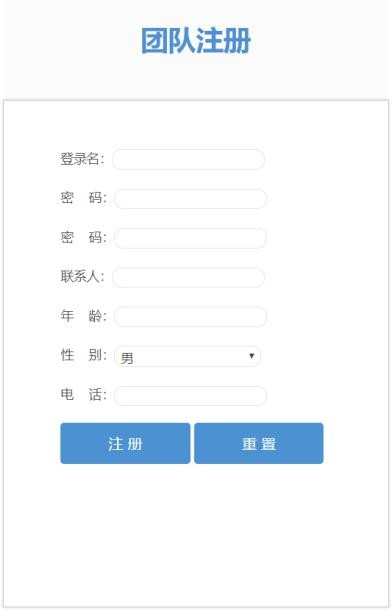 团队注册
登录名：
密　码：
密　码：
联系人：
年　龄：
性　别： 男
电　话：
注 册 重 置